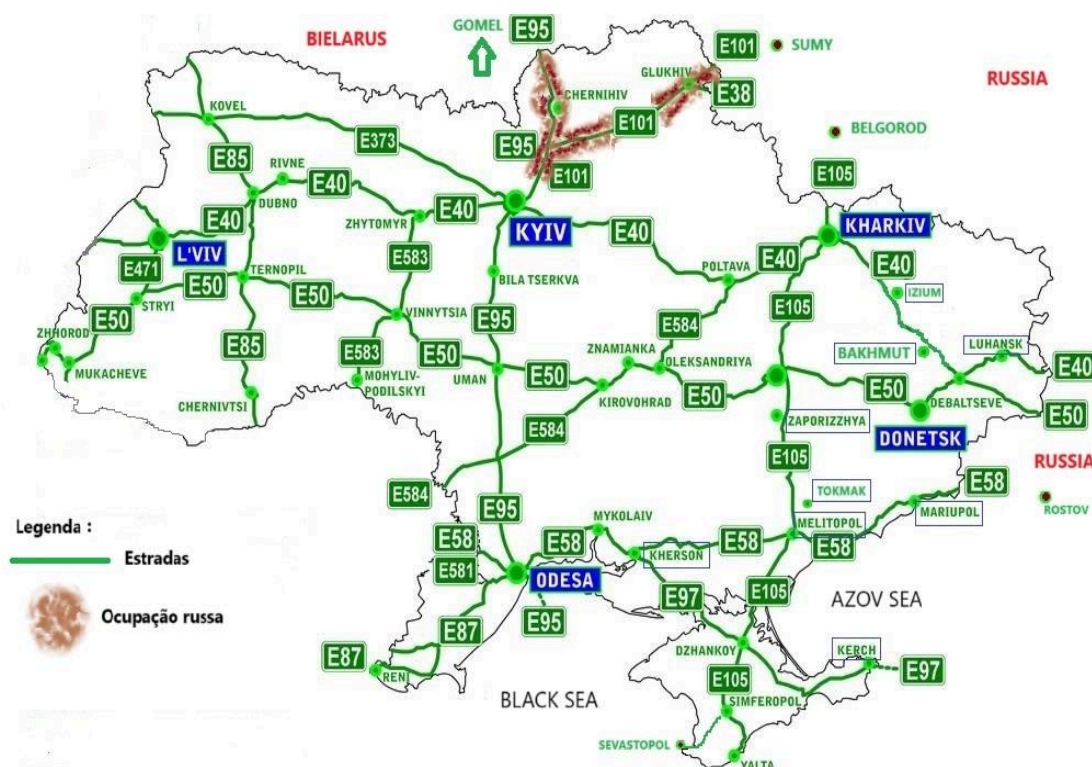 BIELARUS
GOMEL
E95
E101
SUMY
RUSSIA
GLUKHIV
E38
CHERNIHIV
E101
BELGOROD
KOVEL
E373
E95
E101
E105
E85
RIVNE
E40
DUBNO
E40
ZHYTOMYR
E40
KYIV
KHARKIV
L'VIV
E40
E583
E40
POLTAVA
E471
E50
TERNOPIL
BILA TSERKVA
E40
IZIUM
STRYI
E50
VINNYTSIA
E95
E105
E584
ZHHOROD
E50
MUKACHEVE
E85
E583
E50
ZNAMIANKA
OLEKSANDRIYA
BAKHMUT
LUHANSK
E40
MOHYLIV-
PODILSKYI
UMAN
E50
KIROVOHRAD
E50
E50
DEBALTSEVE
E50
CHERNIVTSI
E584
ZAPORIZZHYA
DONETSK
E105
RUSSIA
E584
TOKMAK
E58
ROSTOV
E95
MYKOLAIV
MELITOPOL
MARIUPOL
Legenda :
Estradas
E58
E58
KHERSON
E58
E58
E581
ODESA
E105
Ocupação russa
E95
E97
AZOV SEA
E87
E87
REN
DZHANKOY
KERCH
E97
BLACK SEA
E105
SIMFEROPOL
SEVASTOPOL
YALTA